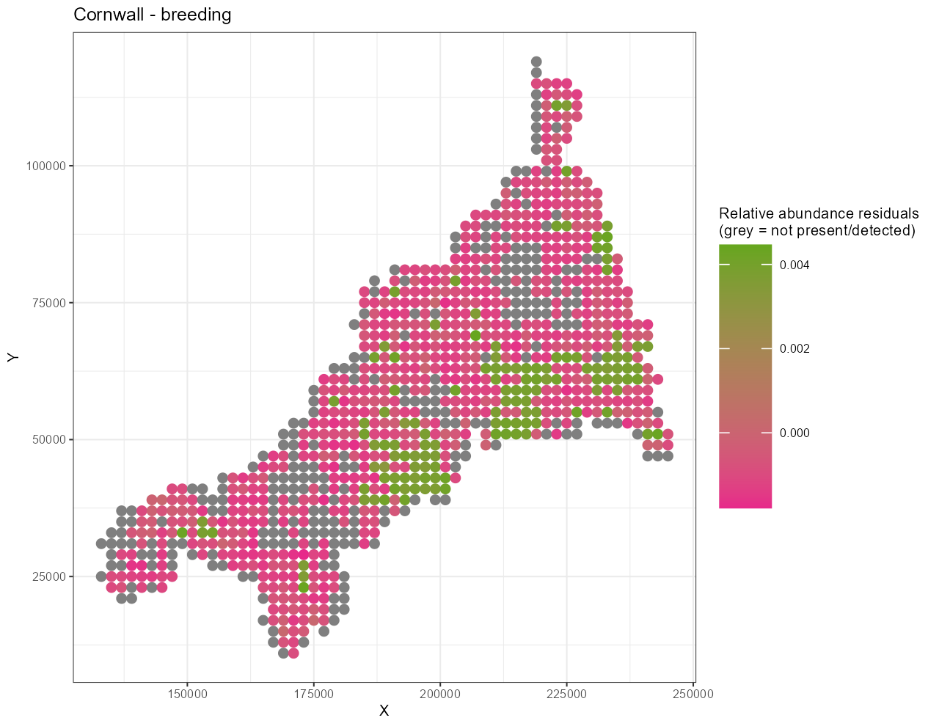 Cornwall - breeding
Y
100000
75000
50000
25000
150000
175000
200000
225000
250000
X
Relative abundance residuals
(grey = not present/detected)
0.004
0.002
0.000